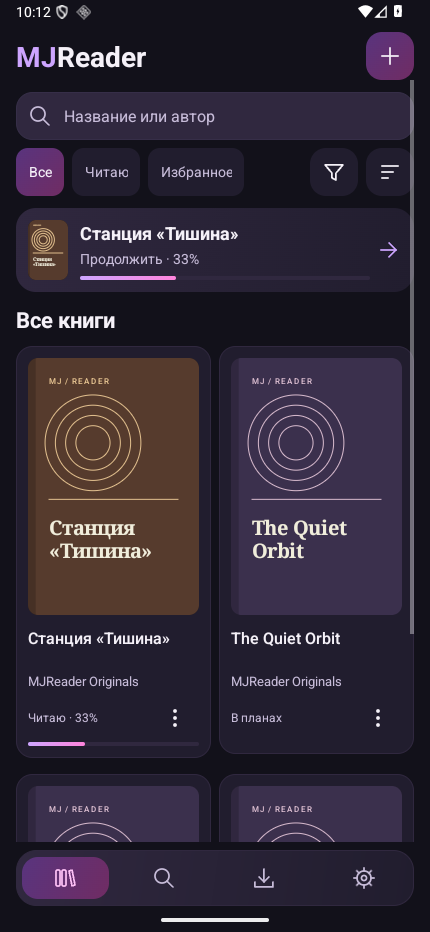 10:12
MJReader
Название или автор
Все
Читаю
Избранное
Станция
«Тишина»
Станция «Тишина»
Продолжить · 33%
Все книги
MJ / READER
Станция
«Тишина»
Станция «Тишина»
MJReader Originals
Читаю · 33%
MJ / READER
The Quiet
Orbit
The Quiet Orbit
MJReader Originals
В планах
MJ / READER
MJ / READER